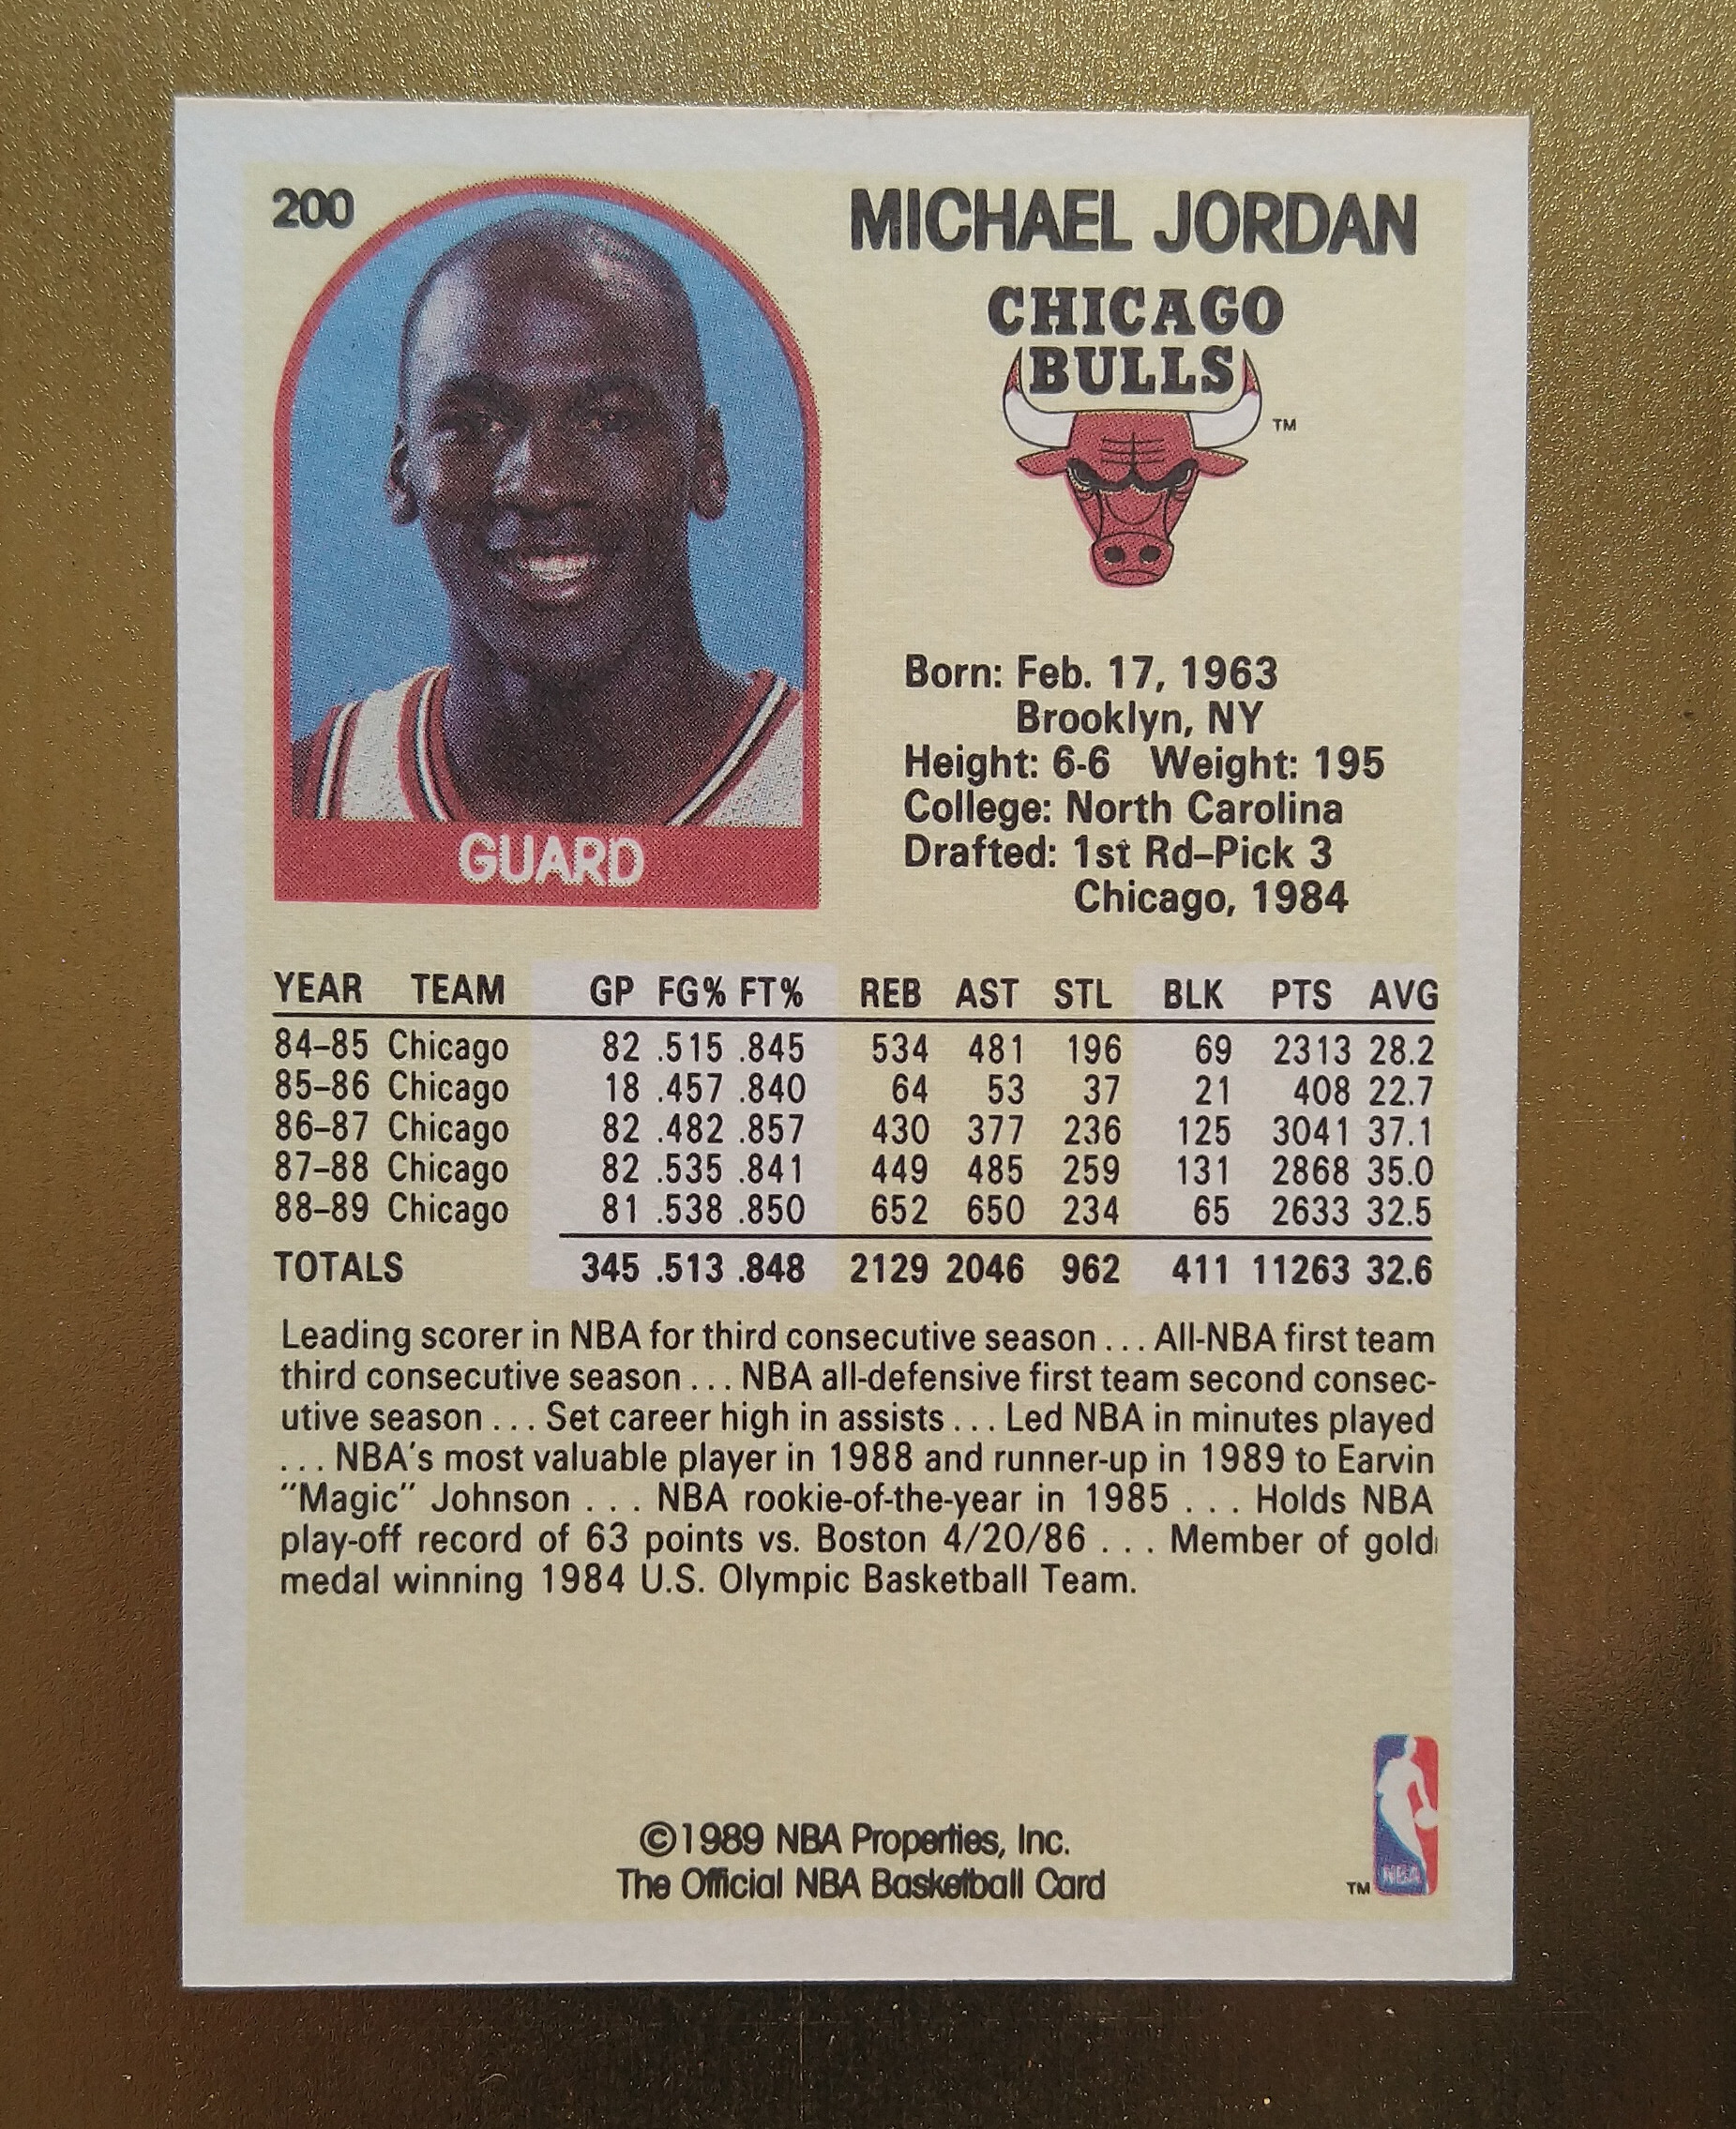 200
MICHAEL JORDAN
CHICAGO
BULLS
TM
GUARD
Born: Feb. 17, 1963
Brooklyn, NY
Height: 6-6 Weight: 195
College: North Carolina
Drafted: 1st Rd–Pick 3
Chicago, 1984
YEAR TEAM GP FG% FT% REB AST STL BLK PTS AVG
84–85 Chicago 82 .515 .845 534 481 196 69 2313 28.2
85–86 Chicago 18 .457 .840 64 53 37 21 408 22.7
86–87 Chicago 82 .482 .857 430 377 236 125 3041 37.1
87–88 Chicago 82 .535 .841 449 485 259 131 2868 35.0
88–89 Chicago 81 .538 .850 652 650 234 65 2633 32.5
TOTALS 345 .513 .848 2129 2046 962 411 11263 32.6
Leading scorer in NBA for third consecutive season . . . All-NBA first team
third consecutive season . . . NBA all-defensive first team second consec-
utive season . . . Set career high in assists . . . Led NBA in minutes played
. . . NBA's most valuable player in 1988 and runner-up in 1989 to Earvin
"Magic" Johnson . . . NBA rookie-of-the-year in 1985 . . . Holds NBA
play-off record of 63 points vs. Boston 4/20/86 . . . Member of gold
medal winning 1984 U.S. Olympic Basketball Team.
©1989 NBA Properties, Inc.
The Official NBA Basketball Card
TM NBA